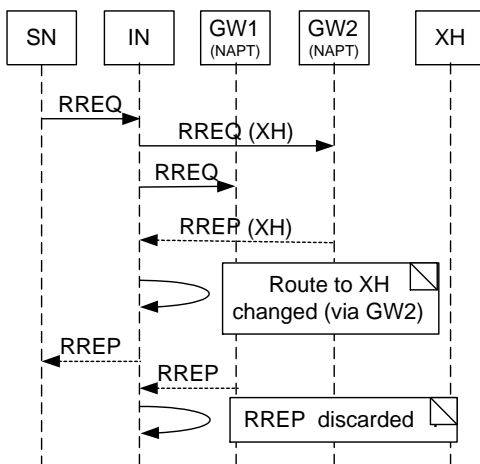 SN
IN
GW1
(NAPT)
GW2
(NAPT)
XH
RREQ
RREQ (XH)
RREQ
RREP (XH)
Route to XH
changed (via GW2)
RREP
RREP
RREP discarded